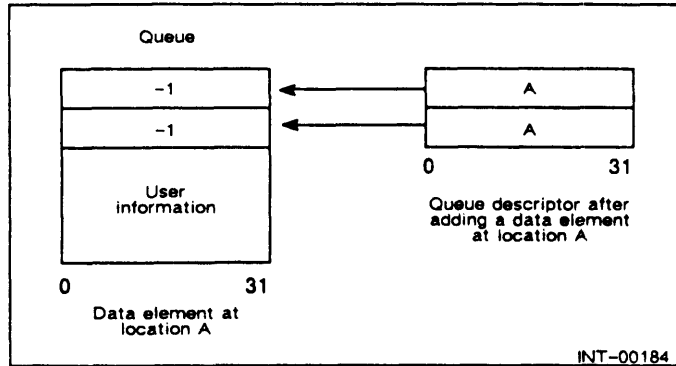 Queue
-1
-1
User
information
0 31
Data element at
location A
A
A
0 31
Queue descriptor after
adding a data element
at location A
INT-00184